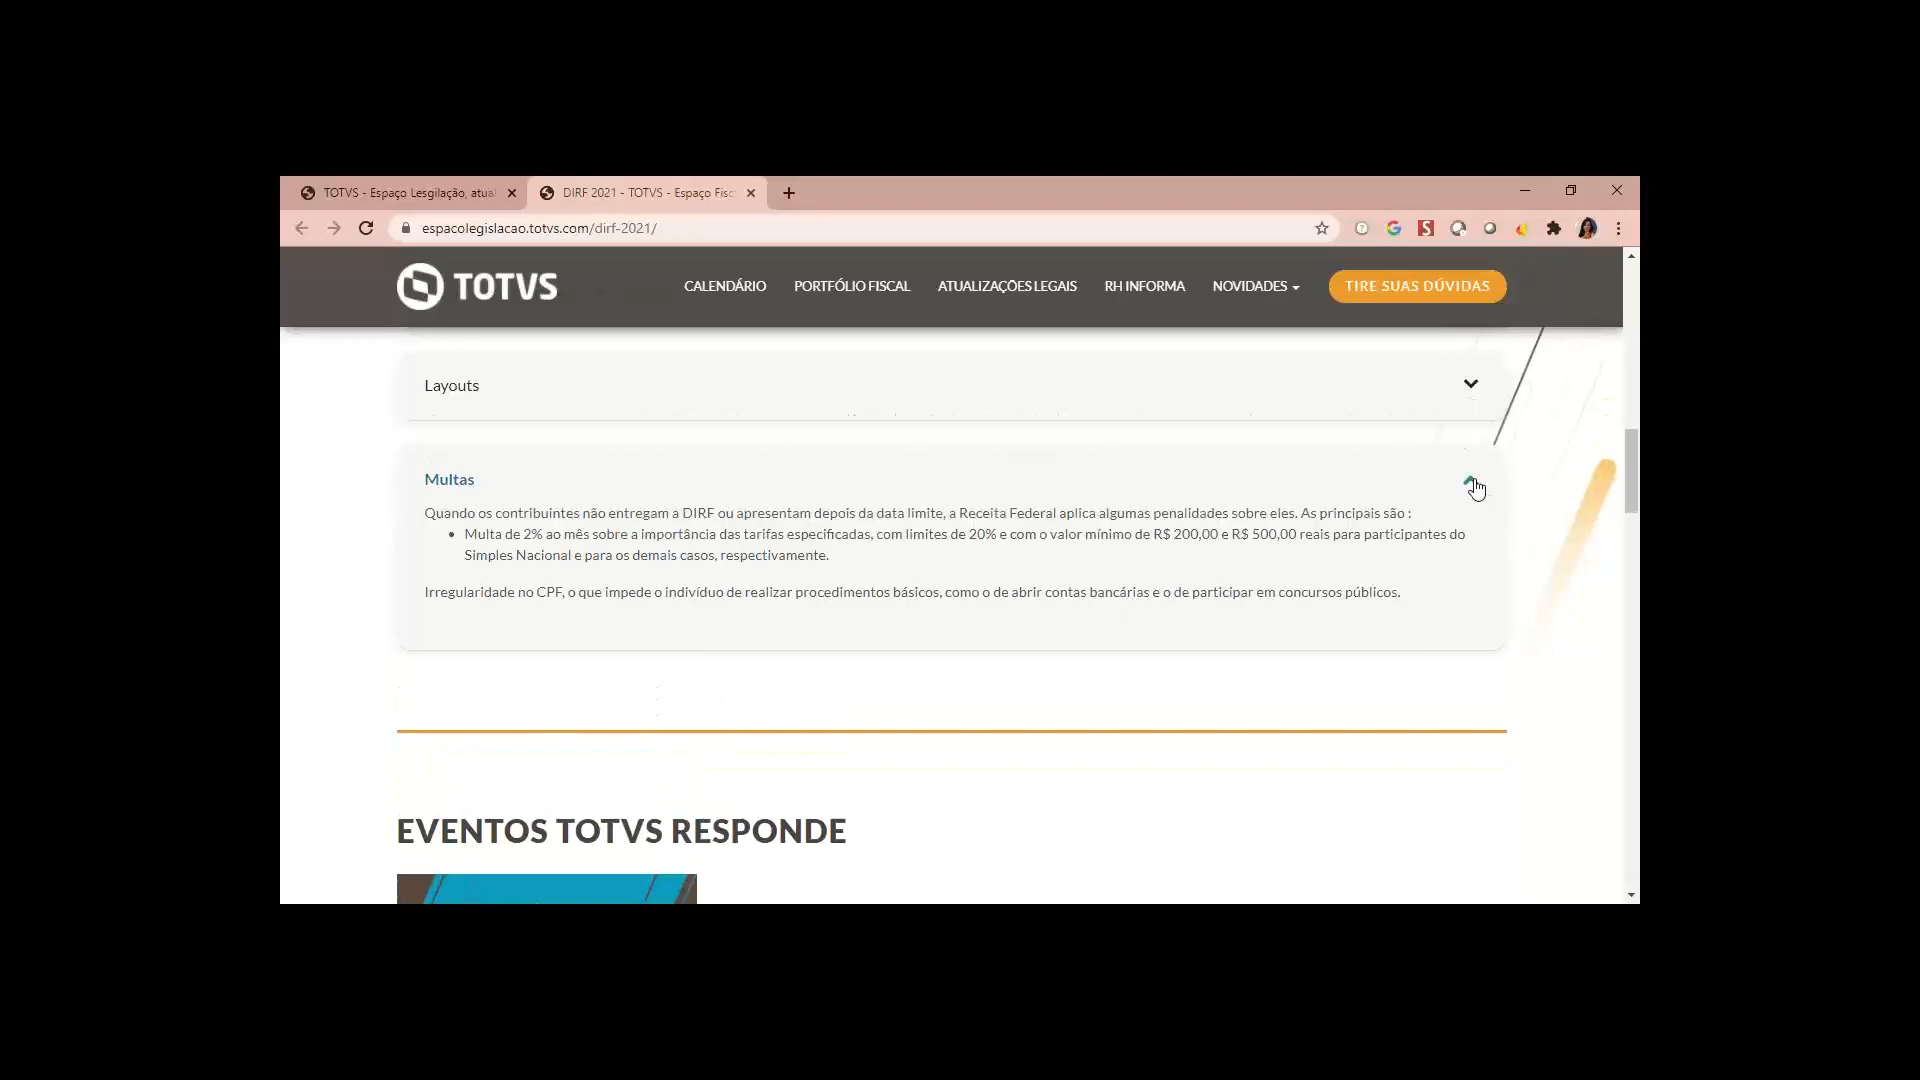 TOTVS - Espaço Lesgilação, atua
DIRF 2021 - TOTVS - Espaço Fisc
espacolegislacao.totvs.com/dirf-2021/
TOTVS
CALENDÁRIO
PORTFÓLIO FISCAL
ATUALIZAÇÕES LEGAIS
RH INFORMA
NOVIDADES
TIRE SUAS DÚVIDAS
Layouts
Multas
Quando os contribuintes não entregam a DIRF ou apresentam depois da data limite, a Receita Federal aplica algumas penalidades sobre eles. As principais são :
• Multa de 2% ao mês sobre a importância das tarifas especificadas, com limites de 20% e com o valor mínimo de R$ 200,00 e R$ 500,00 reais para participantes do
Simples Nacional e para os demais casos, respectivamente.
Irregularidade no CPF, o que impede o indivíduo de realizar procedimentos básicos, como o de abrir contas bancárias e o de participar em concursos públicos.
EVENTOS TOTVS RESPONDE